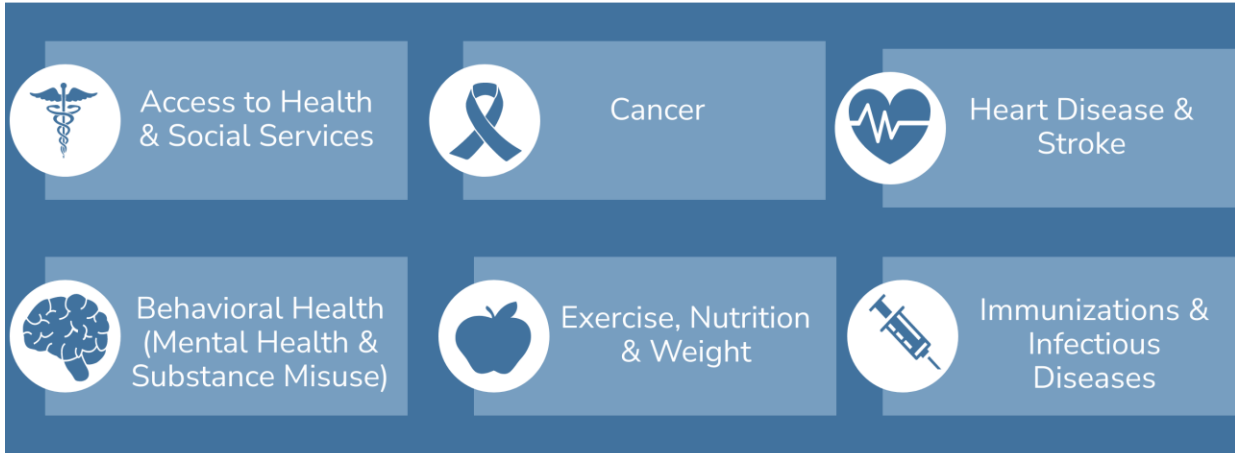 Access to Health
& Social Services
Cancer
Heart Disease &
Stroke
Behavioral Health
(Mental Health &
Substance Misuse)
Exercise, Nutrition
& Weight
Immunizations &
Infectious
Diseases